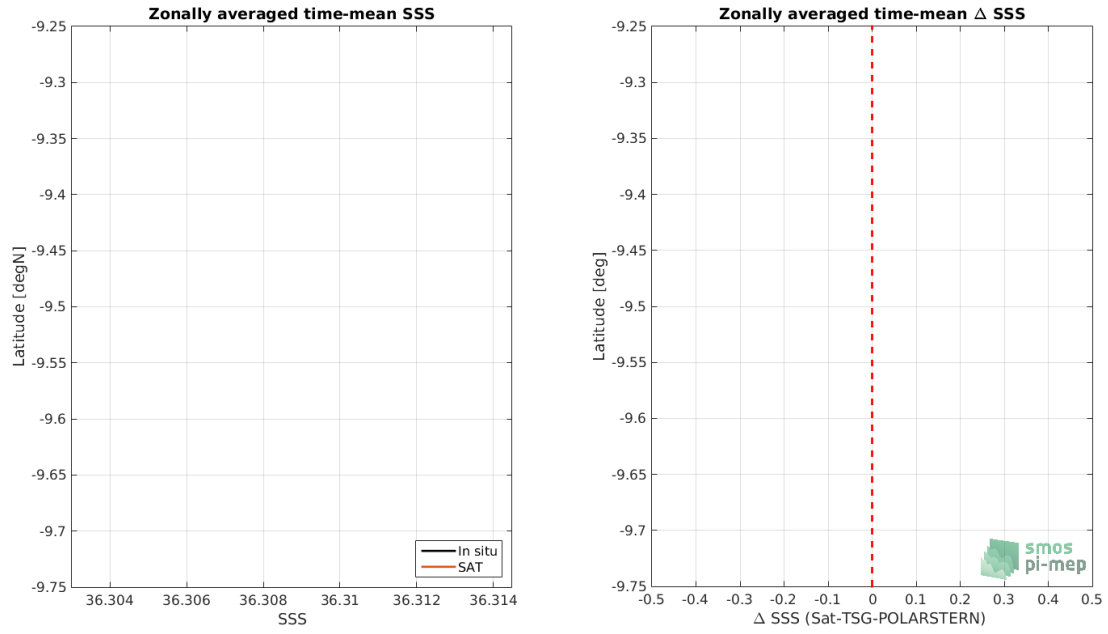 Zonally averaged time-mean SSS
-9.25
-9.3
-9.35
-9.4
-9.45
-9.5
-9.55
-9.6
-9.65
-9.7
-9.75
Latitude [degN]
In situ
SAT
36.304 36.306 36.308 36.31 36.312 36.314
SSS
Zonally averaged time-mean Δ SSS
-9.25
-9.3
-9.35
-9.4
-9.45
-9.5
-9.55
-9.6
-9.65
-9.7
-9.75
Latitude [deg]
smos
pi-mep
-0.5 -0.4 -0.3 -0.2 -0.1 0 0.1 0.2 0.3 0.4 0.5
Δ SSS (Sat-TSG-POLARSTERN)